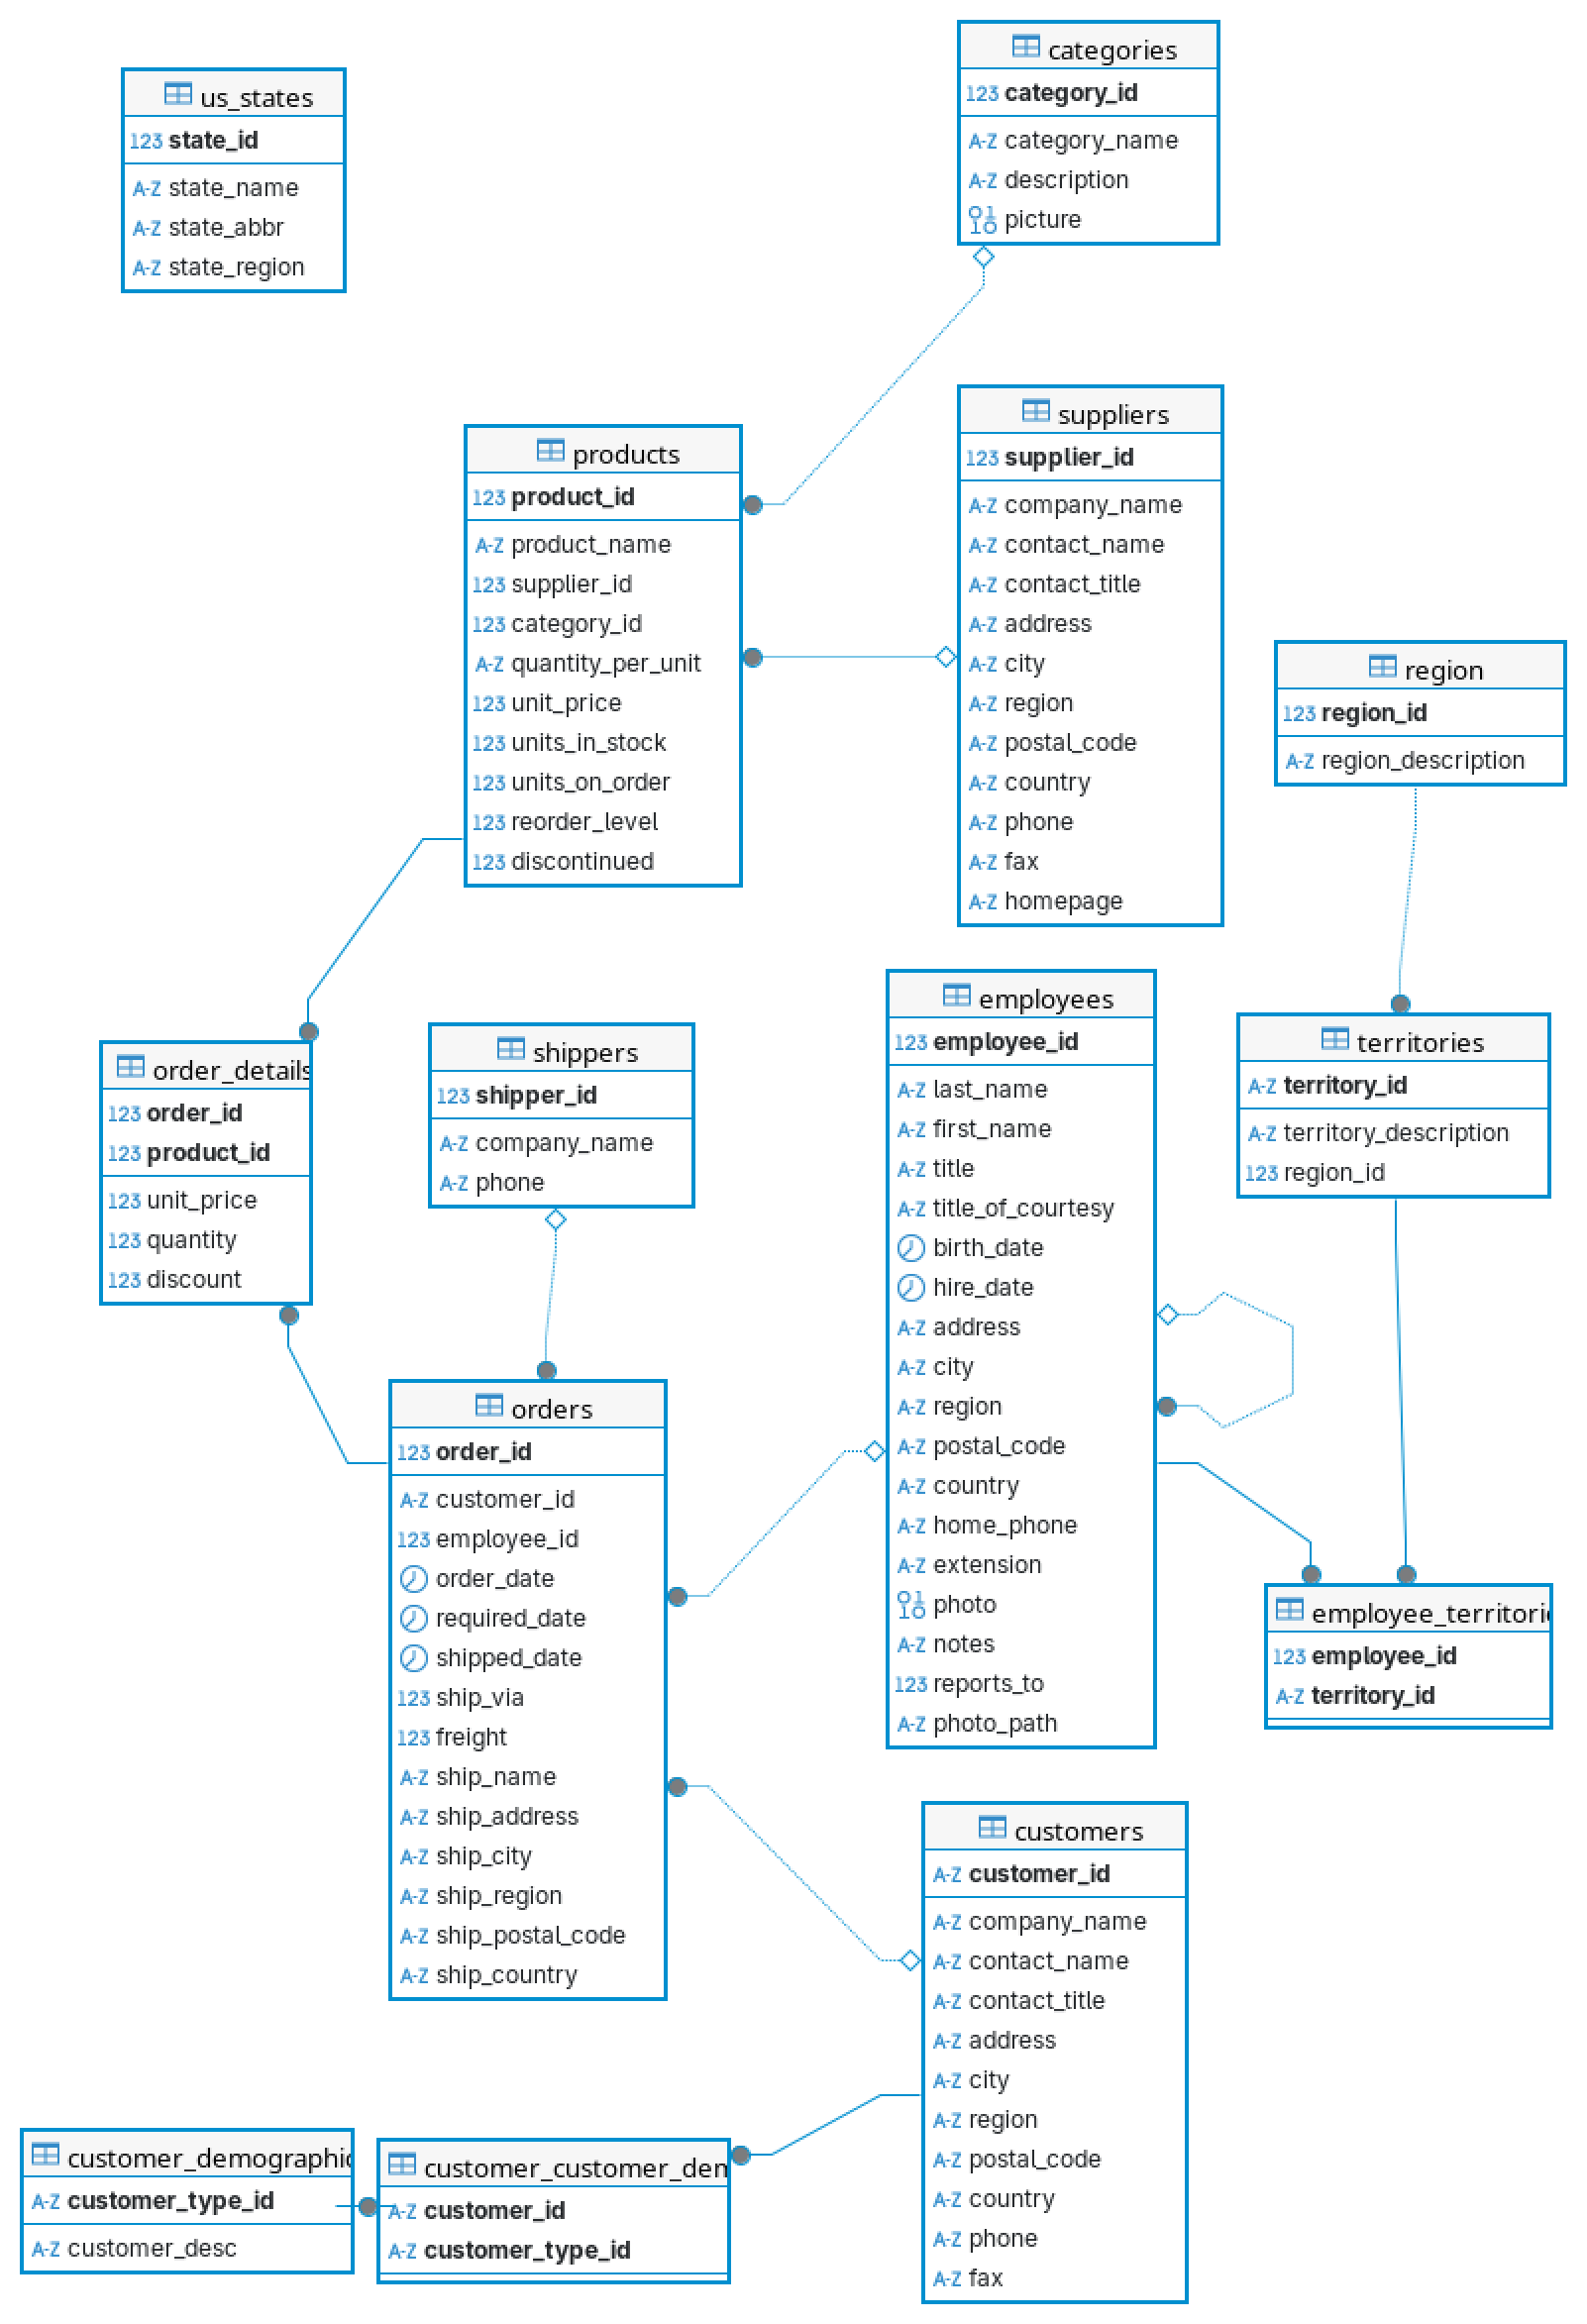 us_states
123 state_id
A-Z state_name
A-Z state_abbr
A-Z state_region
categories
123 category_id
A-Z category_name
A-Z description
picture
products
123 product_id
A-Z product_name
123 supplier_id
123 category_id
A-Z quantity_per_unit
123 unit_price
123 units_in_stock
123 units_on_order
123 reorder_level
123 discontinued
suppliers
123 supplier_id
A-Z company_name
A-Z contact_name
A-Z contact_title
A-Z address
A-Z city
A-Z region
A-Z postal_code
A-Z country
A-Z phone
A-Z fax
A-Z homepage
region
123 region_id
A-Z region_description
order_details
123 order_id
123 product_id
123 unit_price
123 quantity
123 discount
shippers
123 shipper_id
A-Z company_name
A-Z phone
employees
123 employee_id
A-Z last_name
A-Z first_name
A-Z title
A-Z title_of_courtesy
birth_date
hire_date
A-Z address
A-Z city
A-Z region
A-Z postal_code
A-Z country
A-Z home_phone
A-Z extension
photo
A-Z notes
123 reports_to
A-Z photo_path
territories
A-Z territory_id
A-Z territory_description
123 region_id
orders
123 order_id
A-Z customer_id
123 employee_id
order_date
required_date
shipped_date
123 ship_via
123 freight
A-Z ship_name
A-Z ship_address
A-Z ship_city
A-Z ship_region
A-Z ship_postal_code
A-Z ship_country
employee_territori
123 employee_id
A-Z territory_id
customers
A-Z customer_id
A-Z company_name
A-Z contact_name
A-Z contact_title
A-Z address
A-Z city
A-Z region
A-Z postal_code
A-Z country
A-Z phone
A-Z fax
customer_demographic
A-Z customer_type_id
A-Z customer_desc
customer_customer_dem
A-Z customer_id
A-Z customer_type_id